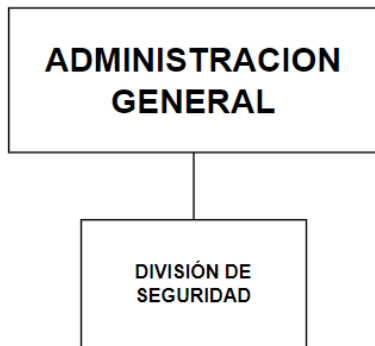 ADMINISTRACION
GENERAL
DIVISIÓN DE
SEGURIDAD